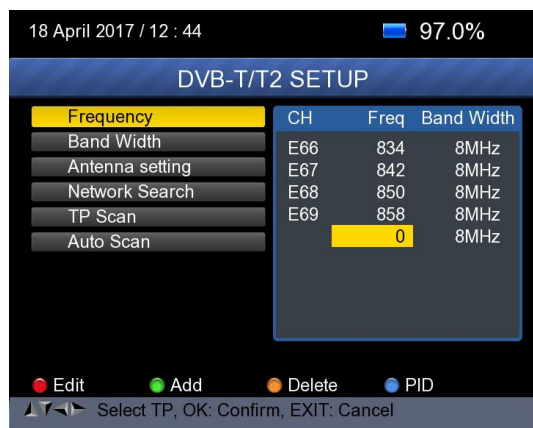 18 April 2017 / 12 : 44 97.0%
DVB-T/T2 SETUP
Frequency
Band Width
Antenna setting
Network Search
TP Scan
Auto Scan
CH Freq Band Width
E66 834 8MHz
E67 842 8MHz
E68 850 8MHz
E69 858 8MHz
0 8MHz
Edit Add Delete PID
Select TP, OK: Confirm, EXIT: Cancel